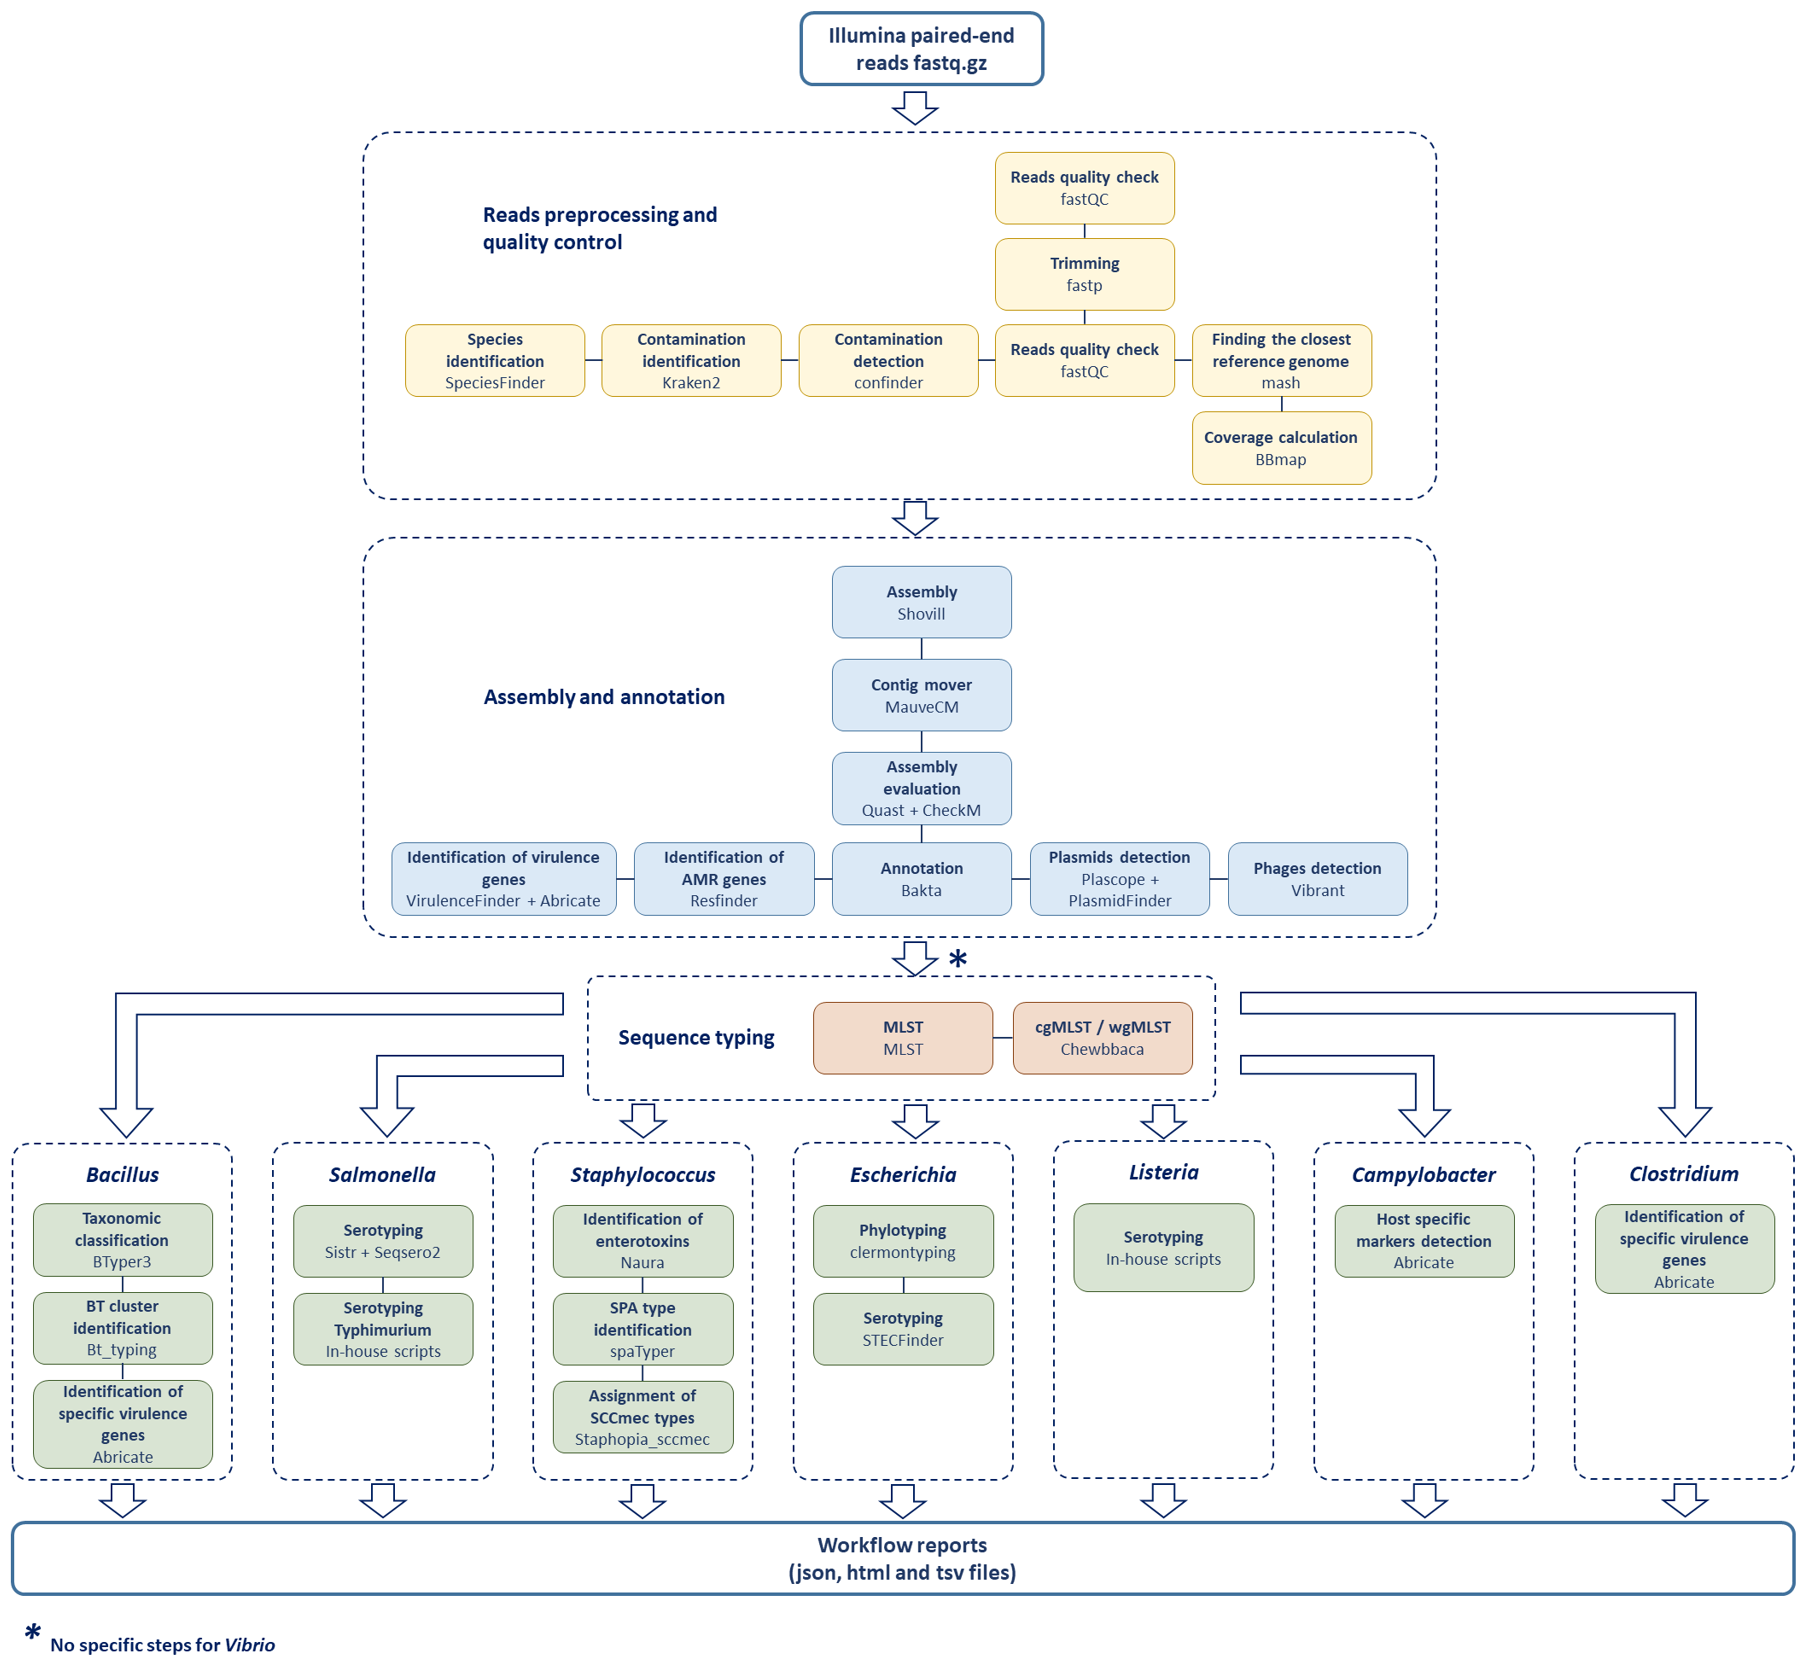 Illumina paired-end
reads fastq.gz
Reads preprocessing and
quality control
Reads quality check
fastQC
Trimming
fastp
Species
identification
SpeciesFinder
Contamination
identification
Kraken2
Contamination
detection
confinder
Reads quality check
fastQC
Finding the closest
reference genome
mash
Coverage calculation
BBmap
Assembly and annotation
Assembly
Shovill
Contig mover
MauveCM
Assembly
evaluation
Quast + CheckM
Identification of virulence
genes
VirulenceFinder + Abricate
Identification of
AMR genes
Resfinder
Annotation
Bakta
Plasmids detection
Plascope +
PlasmidFinder
Phages detection
Vibrant
*
Sequence typing
MLST
MLST
cgMLST / wgMLST
Chewbbaca
Bacillus
Taxonomic
classification
BTyper3
BT cluster
identification
Bt_typing
Identification of
specific virulence
genes
Abricate
Salmonella
Serotyping
Sistr + Seqsero2
Serotyping
Typhimurium
In-house scripts
Staphylococcus
Identification of
enterotoxins
Naura
SPA type
identification
spaTyper
Assignment of
SCCmec types
Staphopia_sccmec
Escherichia
Phylotyping
clermontyping
Serotyping
STECFinder
Listeria
Serotyping
In-house scripts
Campylobacter
Host specific
markers detection
Abricate
Clostridium
Identification of
specific virulence
genes
Abricate
Workflow reports
(json, html and tsv files)
* No specific steps for Vibrio